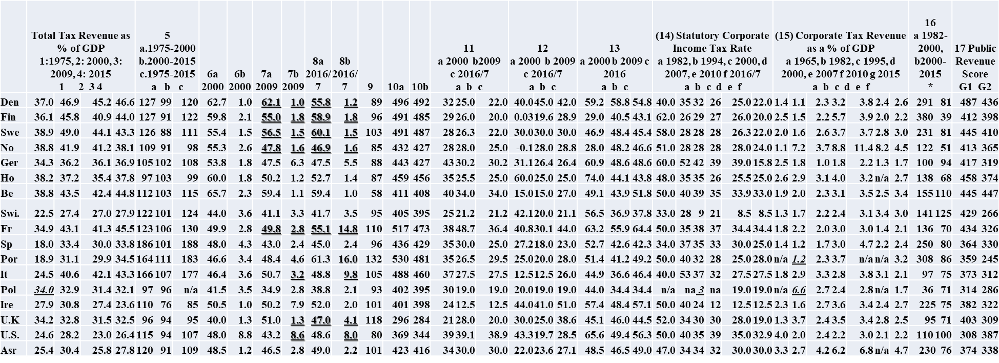 Total Tax Revenue as % of GDP 1:1975, 2: 2000, 3: 2009, 4: 2015 1 2 3 4
5 a.1975-2000 b.2000-2015 c.1975-2015 a b c
6a 2000
6b 2000
7a 2009
7b 2009
8a 2016/7
8b 2016/7
9
10a
10b
11 a 2000 b2009 c 2016/7 a b c
12 a 2000 b 2009 c 2016/7 a b c
13 a 2000 b 2009 c 2016 a b c
(14) Statutory Corporate Income Tax Rate a 1982, b 1994, c 2000, d 2007, e 2010 f 2016/7 a b c d e f
(15) Corporate Tax Revenue as a % of GDP a 1965, b 1982, c 1995, d 2000, e 2007 f 2010 g 2015 a b c d e f
16 a 1982-2000, b2000-2015 *
17 Public Revenue Score G1 G2
Den 37.0 46.9 45.2 46.6 127 99 120 62.7 1.0 62.1 1.0 55.8 1.2 89 496 492 32 25.0 22.0 40.0 45.0 42.0 59.2 58.8 54.8 40.0 35 32 26 25.0 22.0 1.4 1.1 2.3 3.2 3.8 2.4 2.6 291 81 487 436
Fin 36.1 45.8 40.9 44.0 127 91 122 59.8 2.1 55.0 1.8 58.9 1.8 96 491 485 29 26.0 20.0 0.03 19.6 28.9 29.0 40.5 43.1 62.0 26 29 27 26.0 20.0 2.5 1.5 2.2 5.7 3.9 2.0 2.2 380 39 412 398
Swe 38.9 49.0 44.1 43.3 126 88 111 55.4 1.5 56.5 1.5 60.1 1.5 103 491 487 28 26.3 22.0 30.0 30.0 30.0 46.9 48.4 45.4 58.0 28 28 28 26.3 22.0 2.0 1.6 2.6 3.7 3.7 2.8 3.0 231 81 445 410
No 38.8 41.9 41.2 38.1 109 91 98 55.3 2.6 47.8 1.6 46.9 1.6 85 432 427 28 28.0 25.0 -0.1 28.0 28.8 28.0 48.2 46.6 51.0 28 28 28 28.0 24.0 1.1 7.2 3.7 8.8 11.4 8.2 4.5 122 51 413 365
Ger 34.3 36.2 36.1 36.9 105 102 108 53.8 1.8 47.5 6.3 47.5 5.5 88 443 427 43 30.2 30.2 31.1 26.4 26.4 60.9 48.6 48.6 60.0 52 42 39 39.0 15.8 2.5 1.8 1.0 1.8 2.2 1.3 1.7 100 94 417 319
Ho 38.2 37.2 35.4 37.8 97 103 99 60.0 1.8 50.2 1.2 52.7 1.4 87 459 456 35 25.5 25.0 60.0 25.0 25.0 74.0 44.1 43.8 48.0 35 35 26 25.5 25.0 2.6 2.9 3.1 4.0 3.2 n/a 2.7 138 68 458 374
Be 38.8 43.5 42.4 44.8 112 103 115 65.7 2.3 59.4 1.1 59.4 1.0 58 411 408 40 34.0 34.0 15.0 15.0 27.0 49.1 43.9 51.8 50.0 40 39 35 33.9 33.0 1.9 2.0 2.3 3.1 3.5 2.5 3.4 155 110 445 447
Swi. 22.5 27.4 27.0 27.9 122 101 124 44.0 3.6 41.1 3.3 41.7 3.5 95 405 395 25 21.2 21.2 42.1 20.0 21.1 56.5 36.9 37.8 33.0 28 9 21 8.5 8.5 1.3 1.7 2.2 2.4 3.1 3.4 3.0 141 125 429 266
Fr 34.9 43.1 41.3 45.5 123 106 130 49.9 2.8 49.8 2.8 55.1 14.8 110 517 473 38 48.7 36.4 40.8 30.1 44.0 63.2 55.9 64.4 50.0 35 38 37 34.4 34.4 1.8 2.2 2.0 3.0 3.0 1.4 2.1 136 70 434 326
Sp 18.0 33.4 30.0 33.8 186 101 188 48.0 4.3 43.0 2.4 45.0 2.4 96 436 429 35 30.0 25.0 27.2 18.0 23.0 52.7 42.6 42.3 34.0 37 35 33 30.0 25.0 1.4 1.2 1.7 3.0 4.7 2.2 2.4 250 80 364 330
Por 18.9 31.1 29.9 34.5 164 111 183 46.6 3.4 48.4 4.6 61.3 16.0 132 530 481 35 26.5 29.5 25.0 20.0 28.0 51.4 41.2 49.2 50.0 40 32 28 25.0 28.0 n/a 1.2 2.3 3.7 n/a n/a 3.2 308 86 359 245
It 24.5 40.6 42.1 43.3 166 107 177 46.4 3.6 50.7 3.2 48.8 9.8 105 488 460 37 27.5 27.5 12.5 12.5 26.0 44.9 36.6 46.4 40.0 53 37 32 27.5 27.5 1.8 2.9 3.3 2.8 3.8 3.1 2.1 97 75 373 312
Pol 34.0 32.9 31.4 32.1 97 96 n/a 41.5 3.5 34.9 2.8 38.8 2.1 93 402 395 30 19.0 19.0 20.0 19.0 19.0 44.0 34.4 34.4 n/a na 3 na 19.0 19.0 n/a 6.6 2.7 2.4 2.8 n/a 1.7 36 71 314 286
Ire 27.9 30.8 27.4 23.6 110 76 85 50.5 1.0 50.2 7.9 52.0 2.0 101 401 398 24 12.5 12.5 44.0 41.0 51.0 57.4 48.4 57.1 50.0 40 24 12 12.5 12.5 2.3 1.6 2.7 3.6 3.4 2.4 2.7 225 75 382 322
U.K 34.2 32.8 31.5 32.5 96 94 95 40.0 1.3 51.0 1.3 47.0 4.1 118 296 284 21 28.0 20.0 30.0 25.0 38.6 45.1 46.0 44.5 52.0 34 30 30 28.0 19.0 1.3 3.7 2.4 3.5 3.4 2.8 2.5 95 71 403 309
U.S. 24.6 28.2 23.0 26.4 115 94 107 48.0 8.8 43.2 8.6 48.6 8.0 80 369 344 39 39.1 38.9 43.3 19.7 28.5 65.6 49.4 56.3 50.0 40 35 39 35.0 32.9 4.0 2.0 2.4 2.2 3.0 2.1 2.2 110 100 308 387
Asr 25.4 30.4 25.8 27.8 120 91 109 48.5 1.2 46.5 2.8 49.0 2.2 101 423 416 34 30.0 30.0 22.0 23.6 27.1 48.5 46.5 49.0 47.0 34 34 32 30.0 30.0 3.3 2.7 4.2 6.2 6.8 n/a 4.7 230 76 374 338